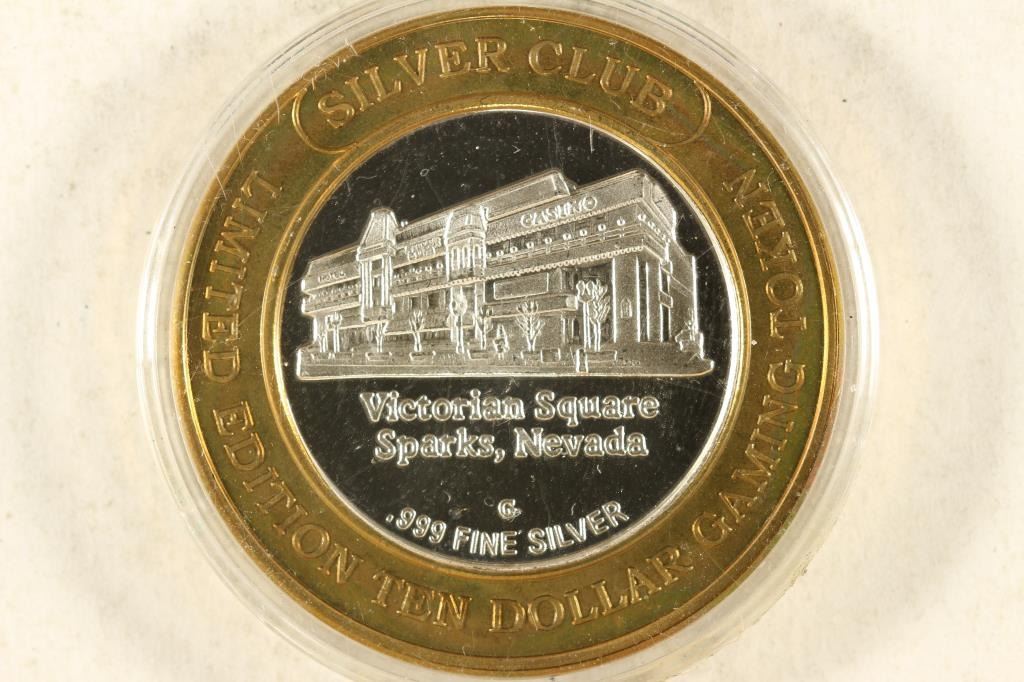 SILVER CLUB
LIMITED EDITION TEN DOLLAR GAMING TOKEN
CASINO
Victorian Square
Sparks, Nevada
G
.999 FINE SILVER